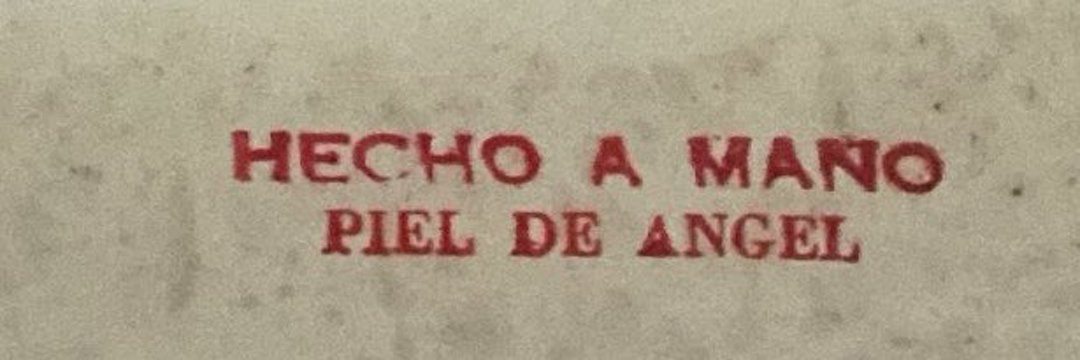 HECHO A MANO
PIEL DE ANGEL